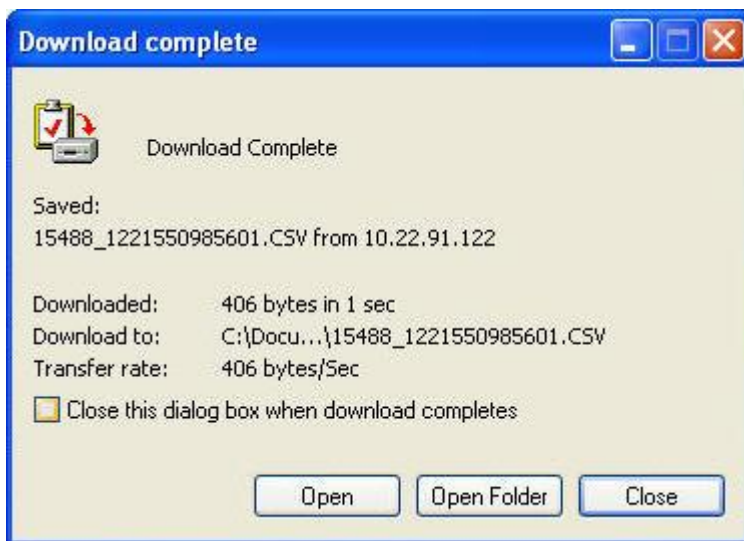 Download complete
Download Complete
Saved:
15488_1221550985601.CSV from 10.22.91.122
Downloaded: 406 bytes in 1 sec
Download to: C:\Docu...\15488_1221550985601.CSV
Transfer rate: 406 bytes/Sec
Close this dialog box when download completes
Open Open Folder Close